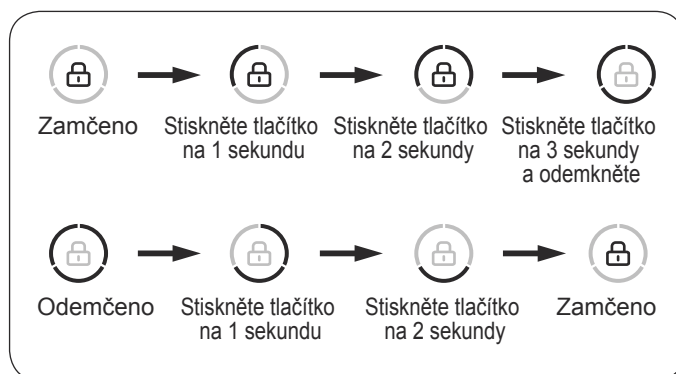 Zamčeno
Stiskněte tlačítko
na 1 sekundu
Stiskněte tlačítko
na 2 sekundy
Stiskněte tlačítko
na 3 sekundy
a odemkněte
Odemčeno
Stiskněte tlačítko
na 1 sekundu
Stiskněte tlačítko
na 2 sekundy
Zamčeno